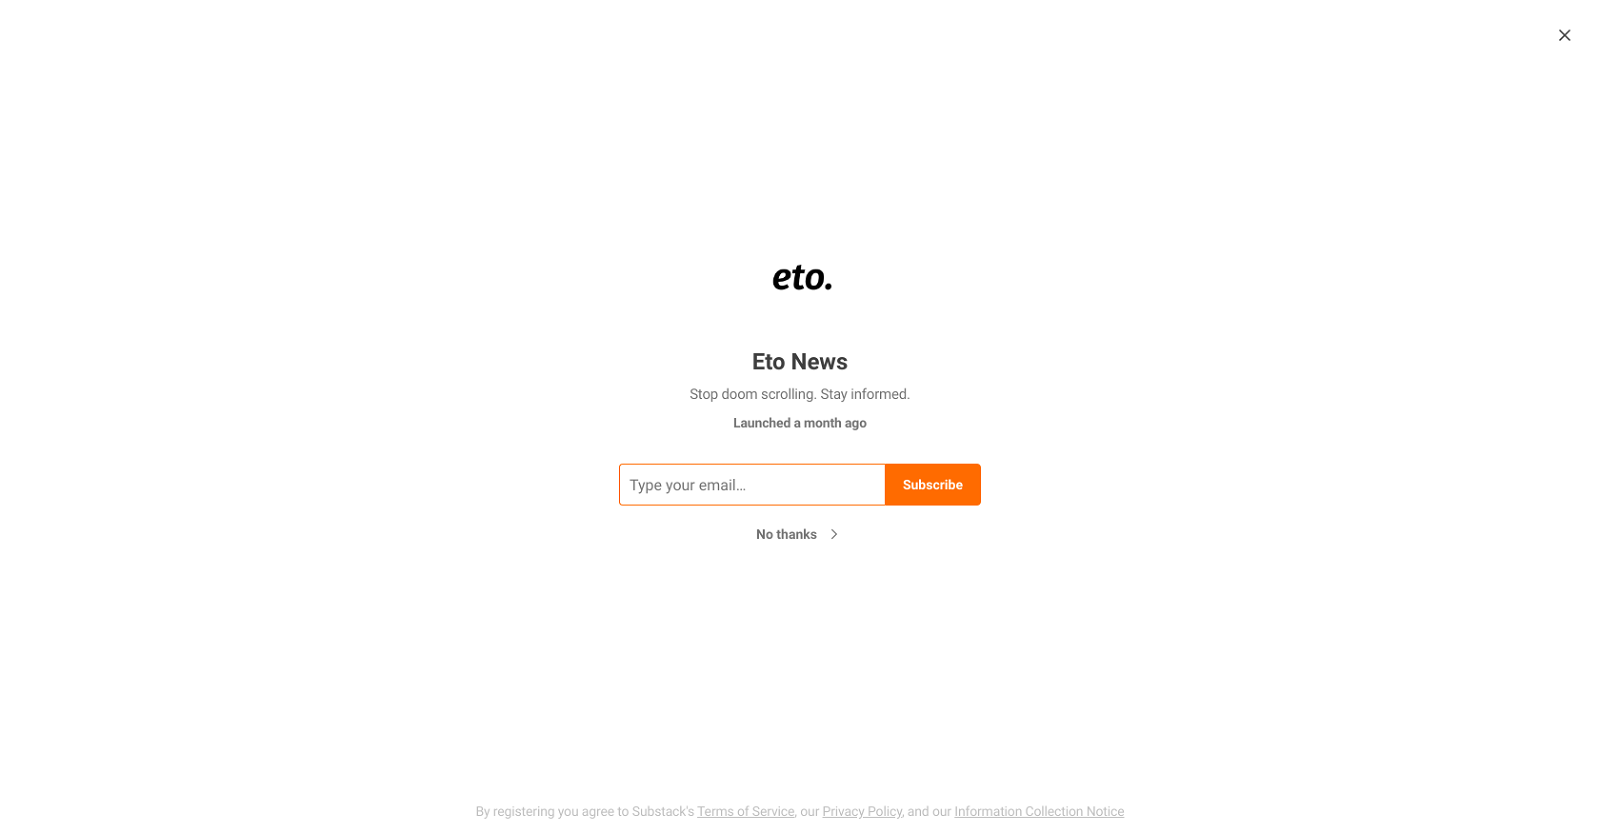 eto.
Eto News
Stop doom scrolling. Stay informed.
Launched a month ago
Type your email...
Subscribe
No thanks
By registering you agree to Substack's Terms of Service, our Privacy Policy, and our Information Collection Notice